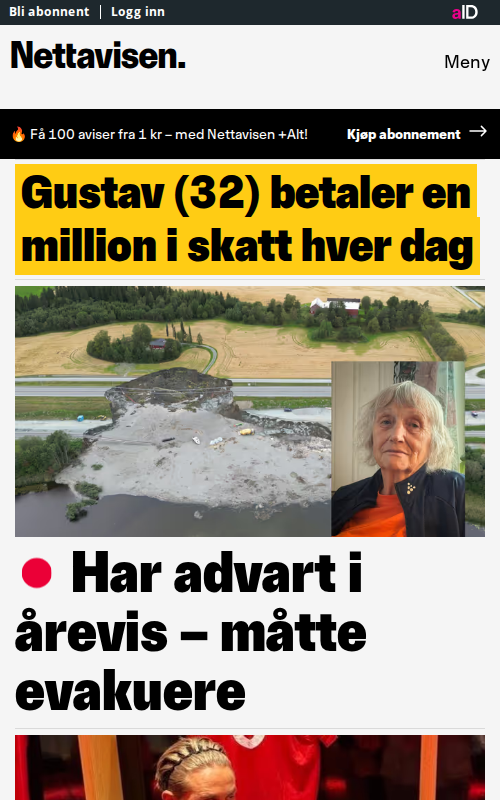 Bli abonnent | Logg inn
aID
Nettavisen.
Meny
🔥 Få 100 aviser fra 1 kr – med Nettavisen +Alt!
Kjøp abonnement →
Gustav (32) betaler en
million i skatt hver dag
Har advart i
årevis – måtte
evakuere